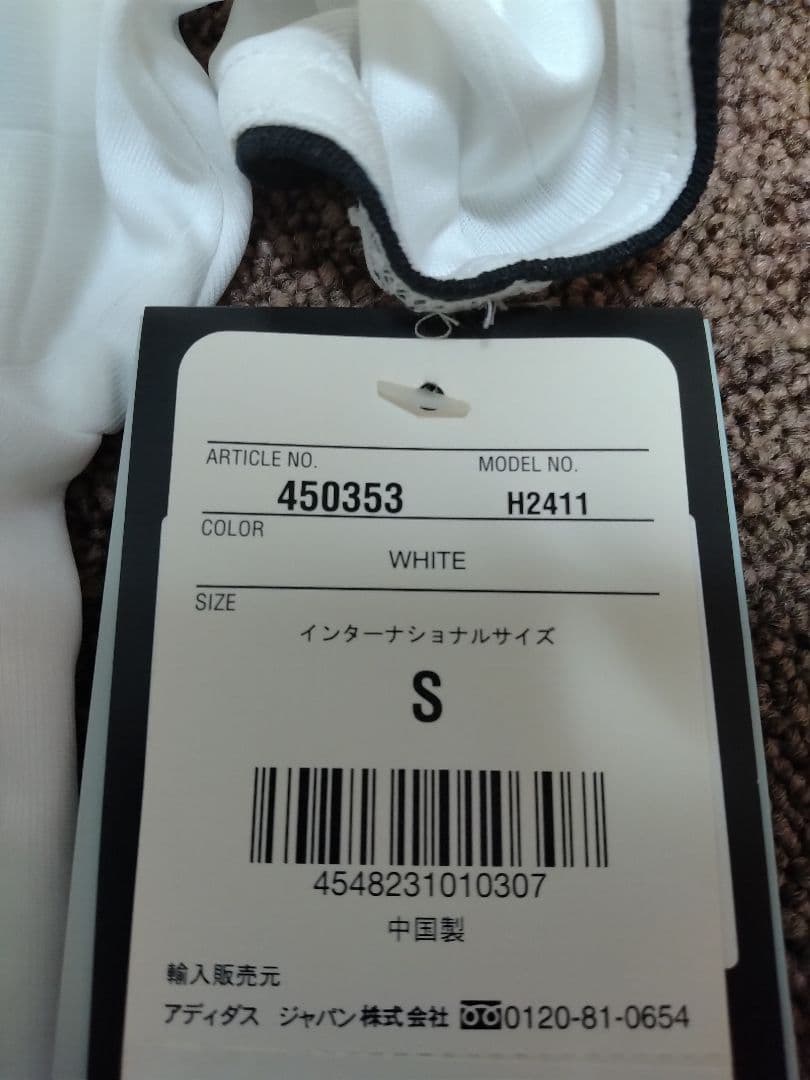 ARTICLE NO. MODEL NO.
450353 H2411
COLOR
WHITE
SIZE
インターナショナルサイズ
S
4548231010307
中国製
輸入販売元
アディダス ジャパン株式会社 0120-81-0654